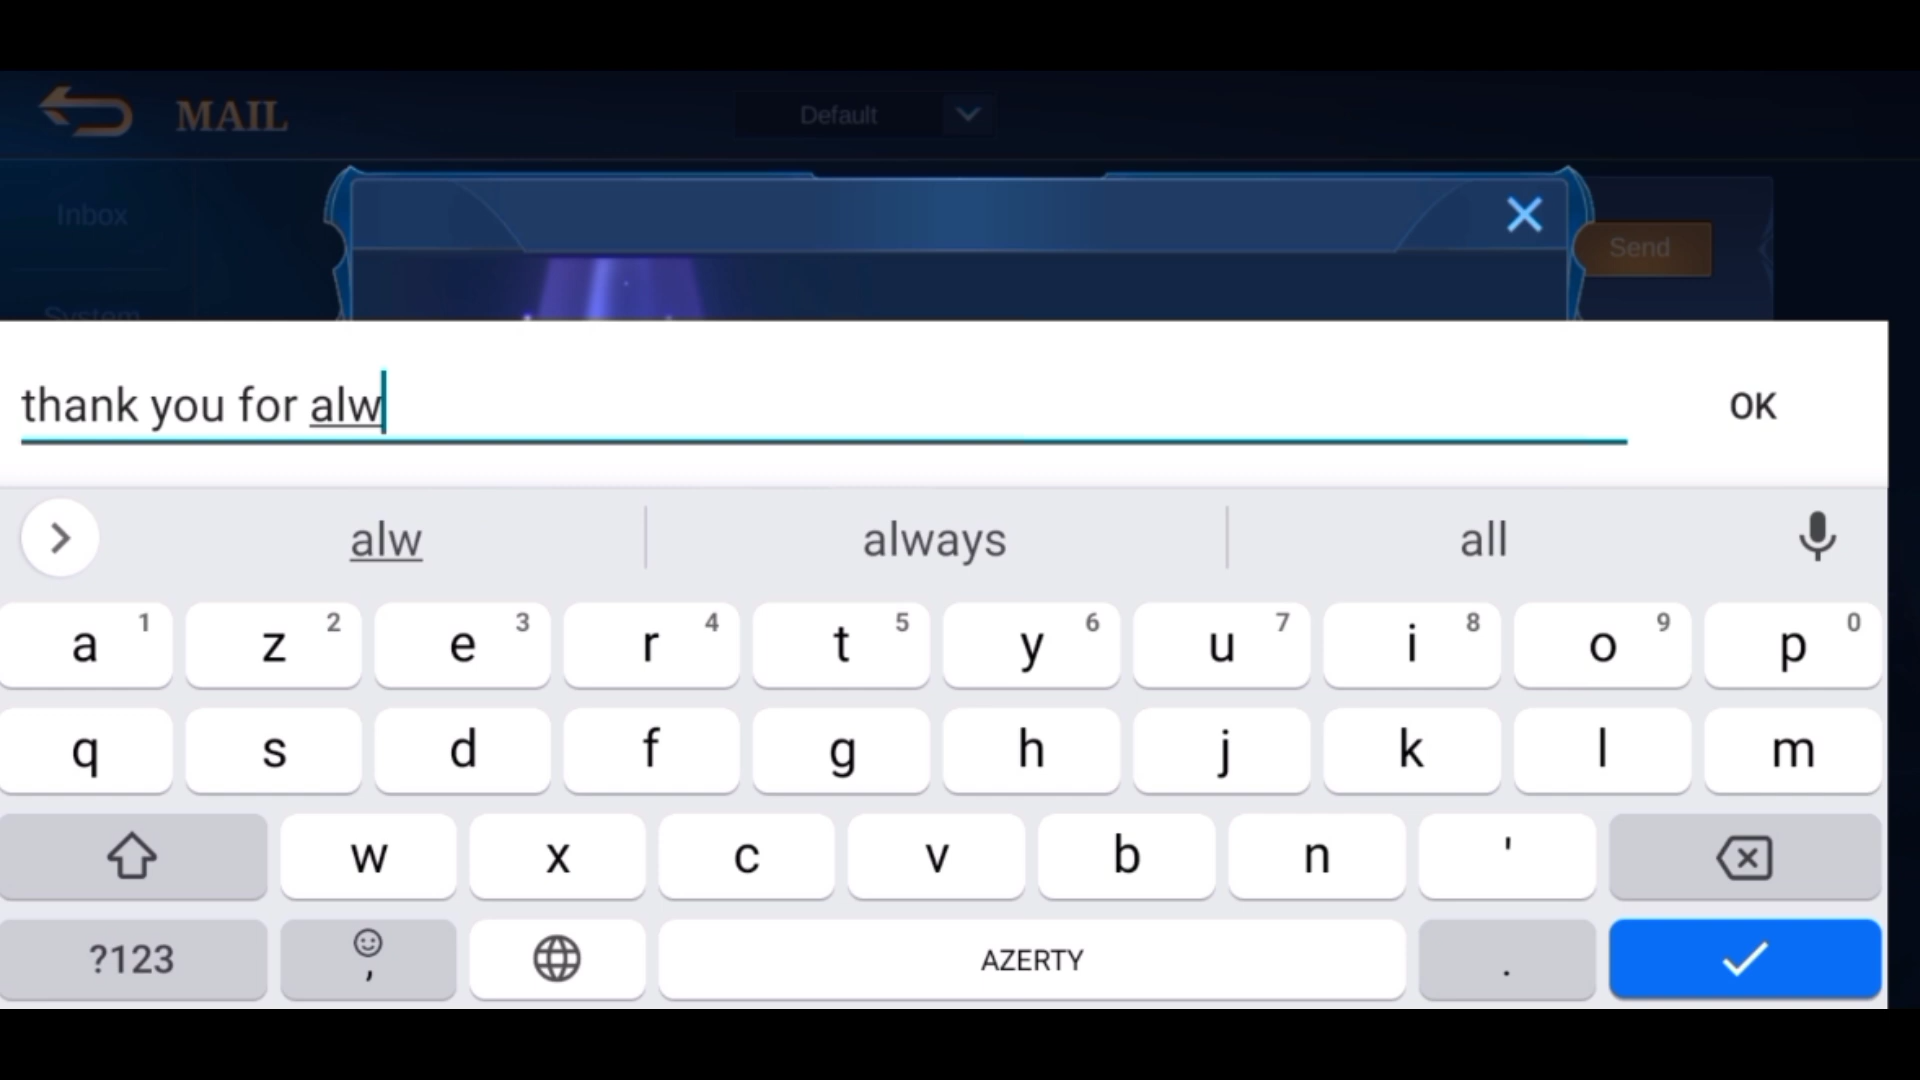 MAIL
Default
Inbox
Send
System
thank you for alw
OK
alw always all
a 1 z 2 e 3 r 4 t 5 y 6 u 7 i 8 o 9 p 0
q s d f g h j k l m
w x c v b n '
?123 , AZERTY .